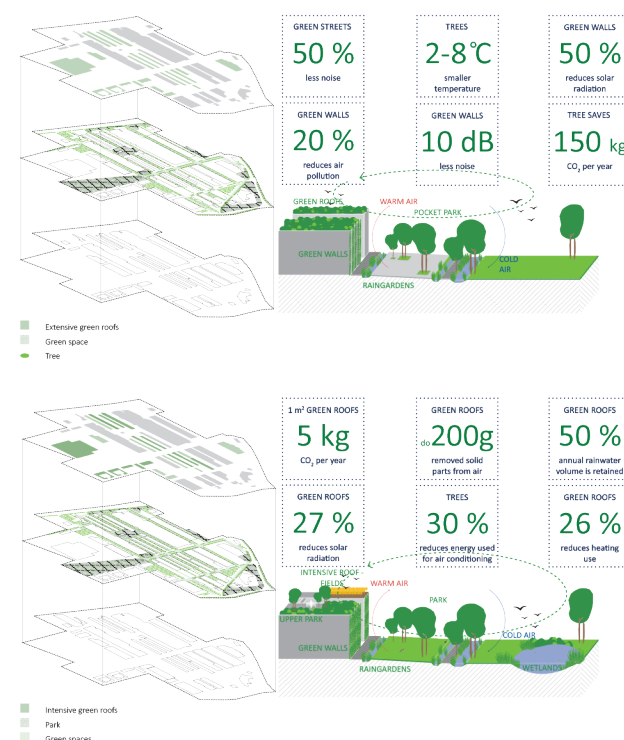 GREEN STREETS
50 %
less noise
TREES
2-8℃
smaller
temperature
GREEN WALLS
50 %
reduces solar
radiation
GREEN WALLS
20 %
reduces air
pollution
GREEN WALLS
10 dB
less noise
TREE SAVES
150 kg
CO₂ per year
GREEN ROOFS
WARM AIR
POCKET PARK
GREEN WALLS
COLD
AIR
RAINGARDENS
Extensive green roofs
Green space
Tree
1 m² GREEN ROOFS
5 kg
CO₂ per year
GREEN ROOFS
do 200g
removed solid
parts from air
GREEN ROOFS
50 %
annual rainwater
volume is retained
GREEN ROOFS
27 %
reduces solar
radiation
TREES
30 %
reduces energy used
for air conditioning
GREEN ROOFS
26 %
reduces heating
use
INTENSIVE ROOF -
FIELDS
WARM AIR
PARK
UPPER PARK
COLD AIR
GREEN WALLS
RAINGARDENS
WETLANDS
Intensive green roofs
Park
Green spaces